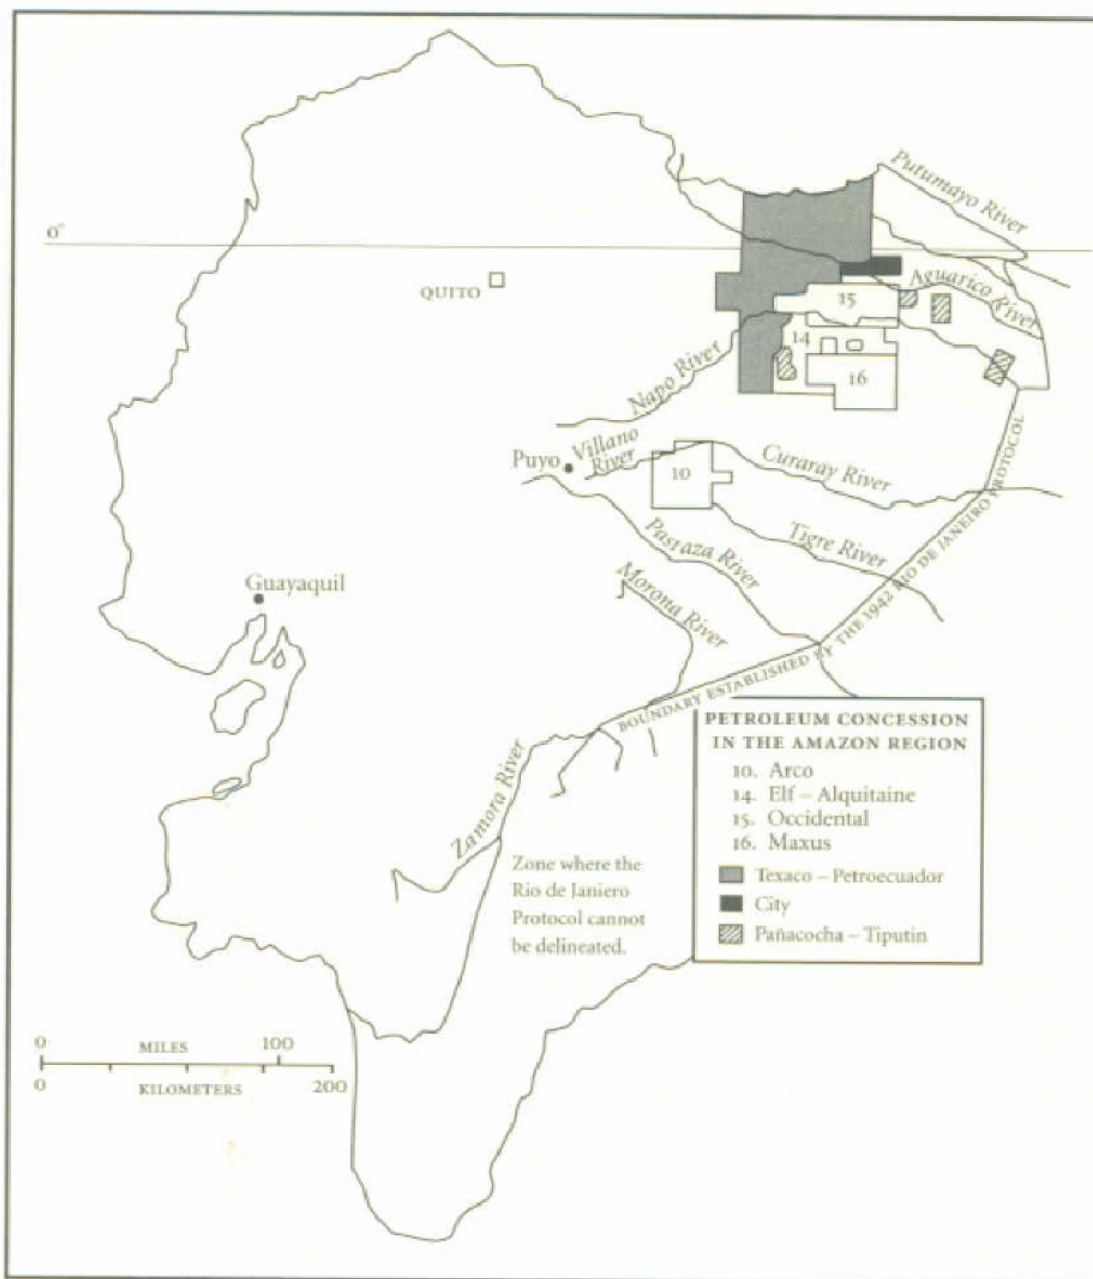 Putumayo River
0°
QUITO
Aguarico River
15
14
16
Napo River
Puyo
Villano
River
10
Curaray River
Tigre River
Pastaza River
Morona River
Guayaquil
BOUNDARY ESTABLISHED BY THE 1942 RIO DE JANEIRO PROTOCOL
Zamora River
Zone where the
Rio de Janiero
Protocol cannot
be delineated.
PETROLEUM CONCESSION
IN THE AMAZON REGION
10. Arco
14. Elf – Alquitaine
15. Occidental
16. Maxus
Texaco – Petroecuador
City
Pañacocha – Tiputin
0 MILES 100
0 KILOMETERS 200